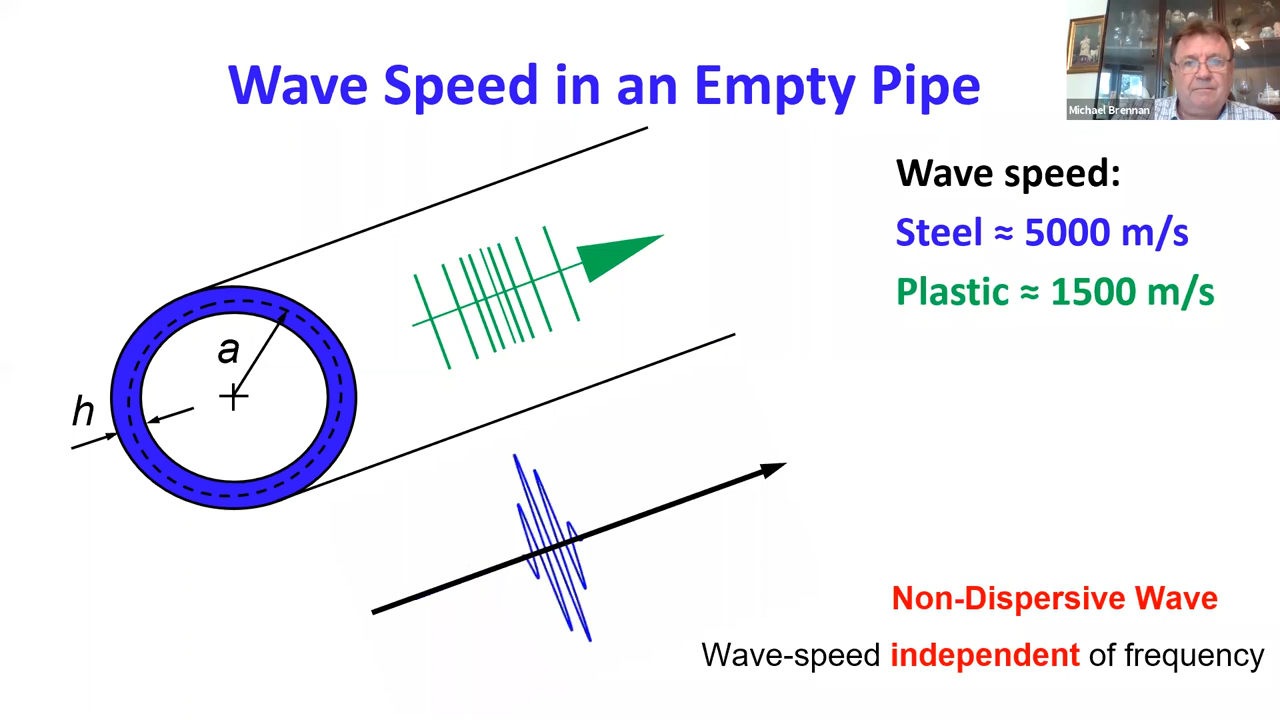 Wave Speed in an Empty Pipe
Michael Brennan
Wave speed:
Steel ≈ 5000 m/s
Plastic ≈ 1500 m/s
a
h
Non-Dispersive Wave
Wave-speed independent of frequency